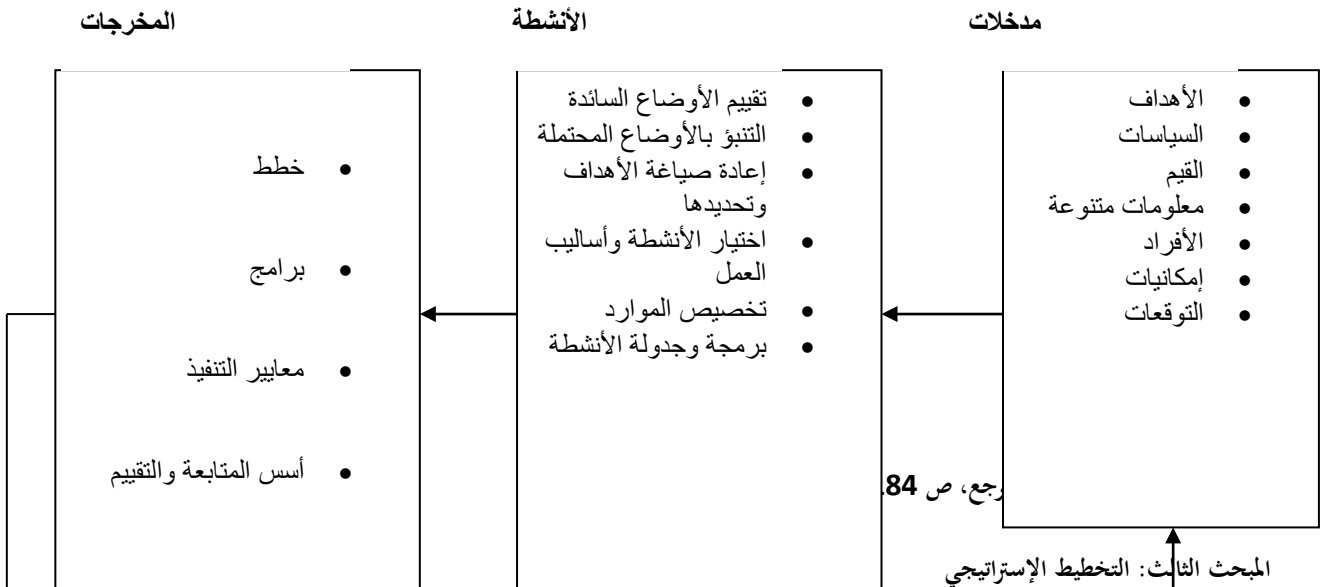 مدخلات
الأنشطة
المخرجات
الأهداف
السياسات
القيم
معلومات متنوعة
الأفراد
إمكانيات
التوقعات
تقييم الأوضاع السائدة
التنبؤ بالأوضاع المحتملة
إعادة صياغة الأهداف
وتحديدها
اختيار الأنشطة وأساليب
العمل
تخصيص الموارد
برمجة وجدولة الأنشطة
خطط
برامج
معايير التنفيذ
أسس المتابعة والتقييم
ص 84
المبحث الثالث: التخطيط الإستراتيجي